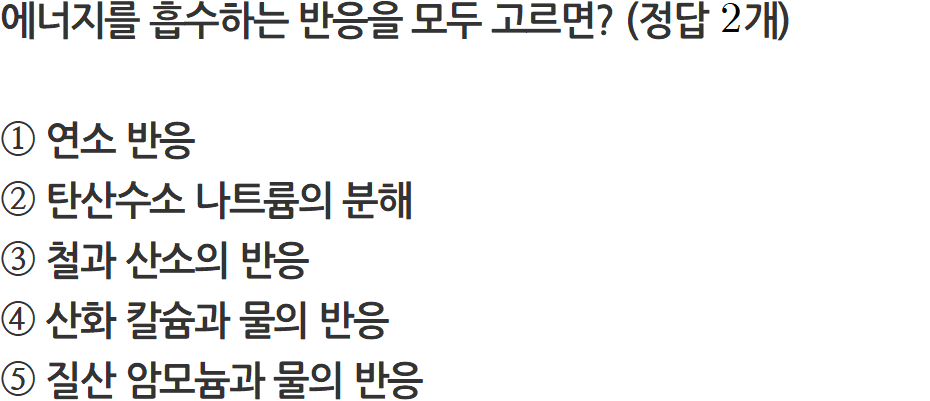 에너지를 흡수하는 반응을 모두 고르면? (정답 2개)
① 연소 반응
② 탄산수소 나트륨의 분해
③ 철과 산소의 반응
④ 산화 칼슘과 물의 반응
⑤ 질산 암모늄과 물의 반응